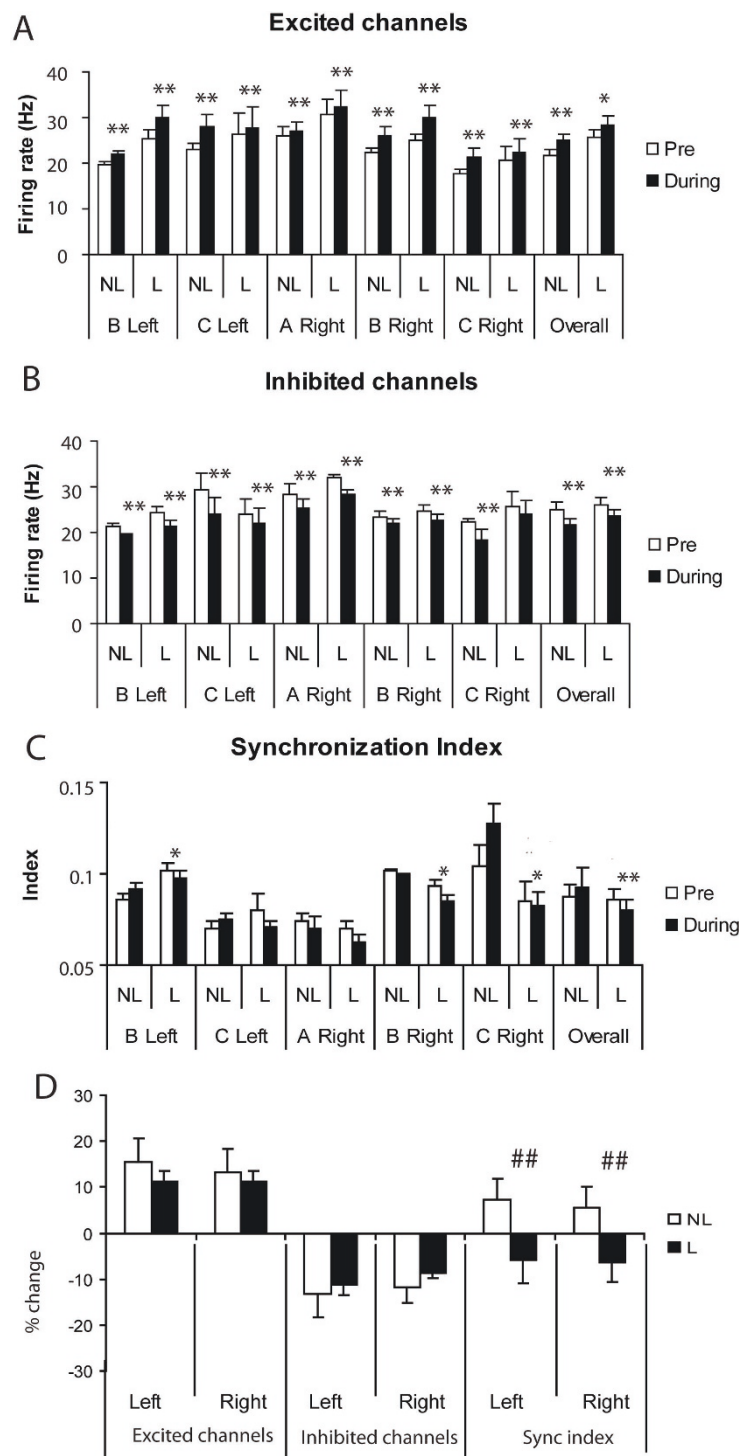 A
Excited channels
Firing rate (Hz)
40
30
20
10
0
** ** ** ** ** ** ** ** ** ** ** *
Pre
During
NL L NL L NL L NL L NL L NL L
B Left C Left A Right B Right C Right Overall
B
Inhibited channels
Firing rate (Hz)
40
30
20
10
0
** ** ** ** ** ** ** ** ** ** **
Pre
During
NL L NL L NL L NL L NL L NL L
B Left C Left A Right B Right C Right Overall
C
Synchronization Index
Index
0.15
0.1
0.05
* * * **
Pre
During
NL L NL L NL L NL L NL L NL L
B Left C Left A Right B Right C Right Overall
D
% change
30
20
10
0
-10
-20
-30
## ##
NL
L
Left Right Left Right Left Right
Excited channels Inhibited channels Sync index